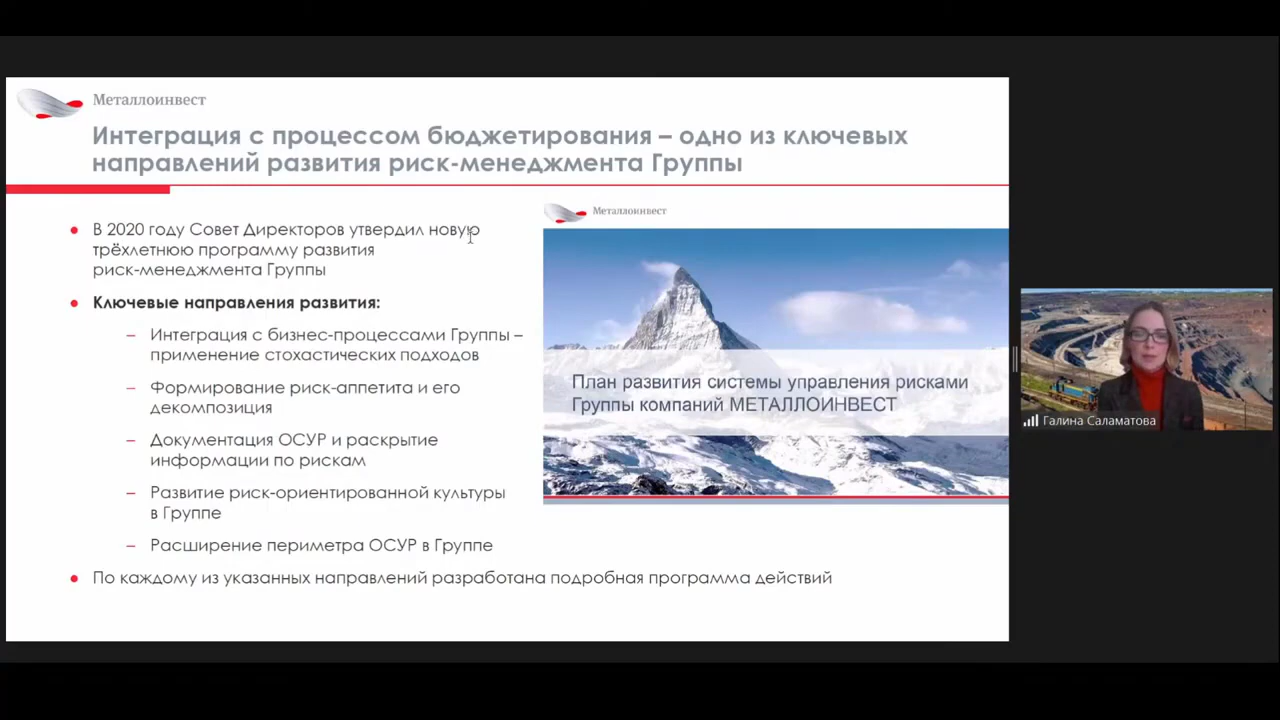 Металлоинвест
Интеграция с процессом бюджетирования – одно из ключевых
направлений развития риск-менеджмента Группы
● В 2020 году Совет Директоров утвердил новую
трёхлетнюю программу развития
риск-менеджмента Группы
● Ключевые направления развития:
– Интеграция с бизнес-процессами Группы –
применение стохастических подходов
– Формирование риск-аппетита и его
декомпозиция
– Документация ОСУР и раскрытие
информации по рискам
– Развитие риск-ориентированной культуры
в Группе
– Расширение периметра ОСУР в Группе
● По каждому из указанных направлений разработана подробная программа действий
Металлоинвест
План развития системы управления рисками
Группы компаний МЕТАЛЛОИНВЕСТ
Галина Саламатова